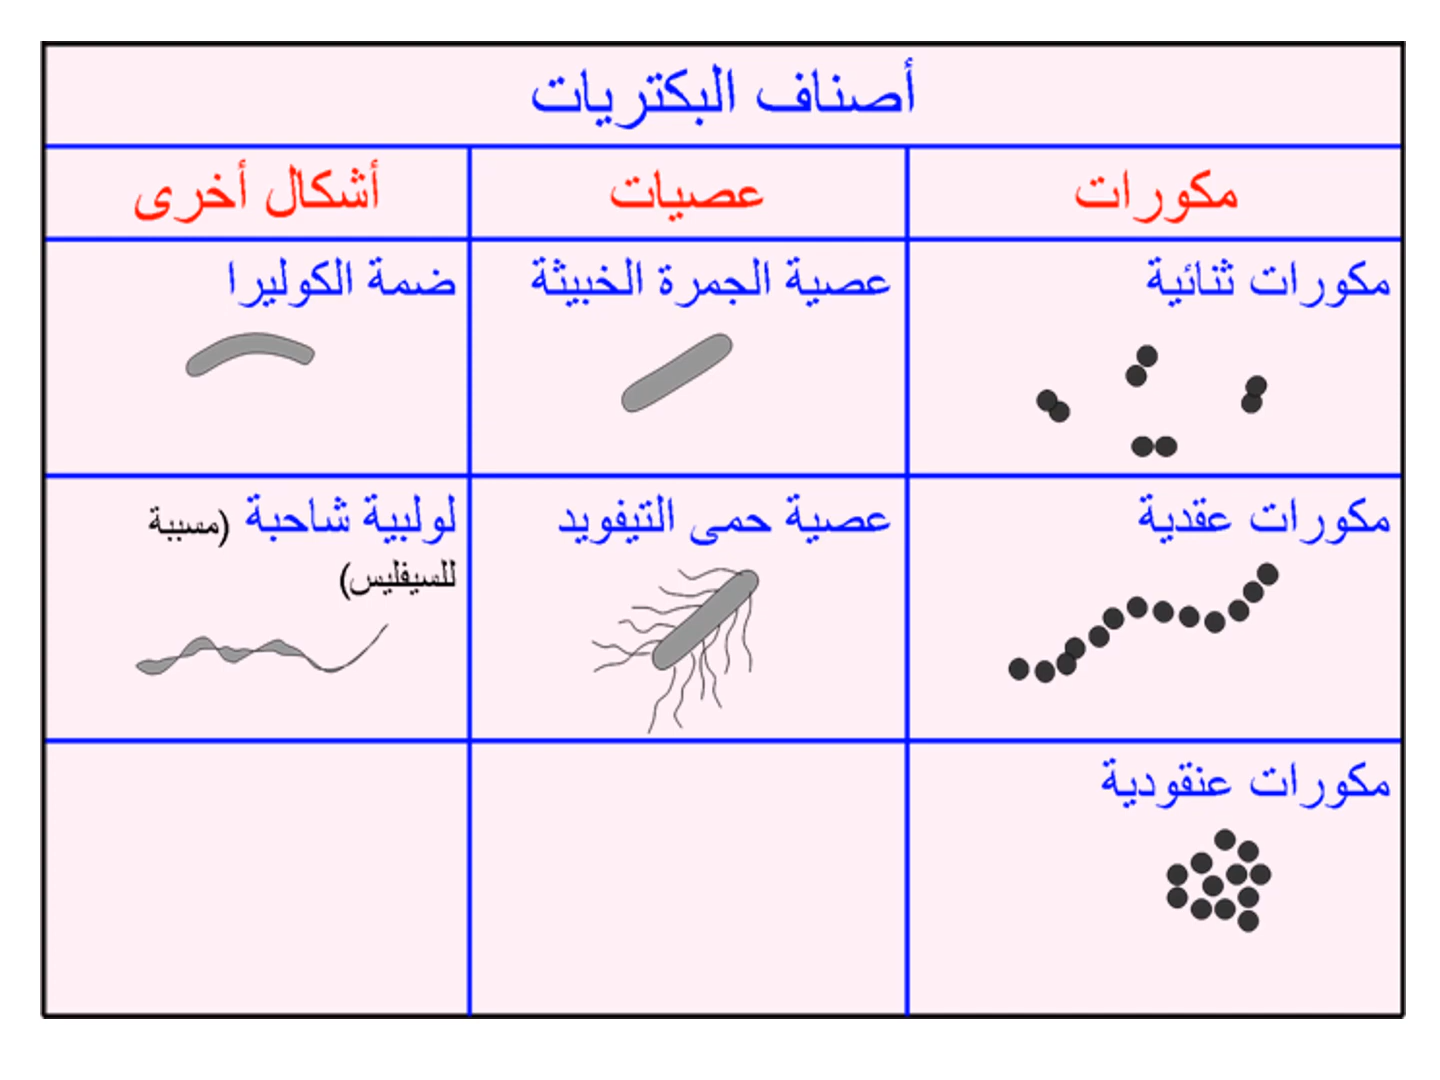 أصناف البكتريات
مكورات
عصيات
أشكال أخرى
مكورات ثنائية
عصية الجمرة الخبيثة
ضمة الكوليرا
مكورات عقدية
عصية حمى التيفويد
لولبية شاحبة (مسببة
للسيفليس)
مكورات عنقودية